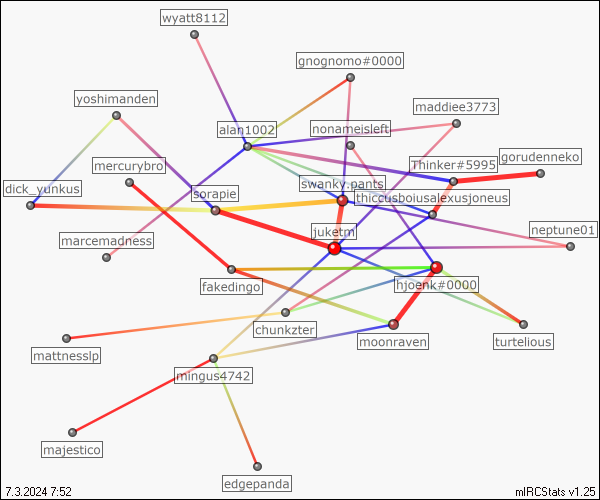 wyatt8112
gnognomo#0000
yoshimanden
maddiee3773
alan1002
nonameisleft
mercurybro
Thinker#5995
gorudenneko
dick_yunkus
sorapie
swanky.pants
thiccusboiusalexusjoneus
marcemadness
juketm
neptune01
fakedingo
hjoenk#0000
chunkzter
mattnesslp
moonraven
turtelious
mingus4742
majestico
edgepanda
7.3.2024 7:52
mIRCStats v1.25